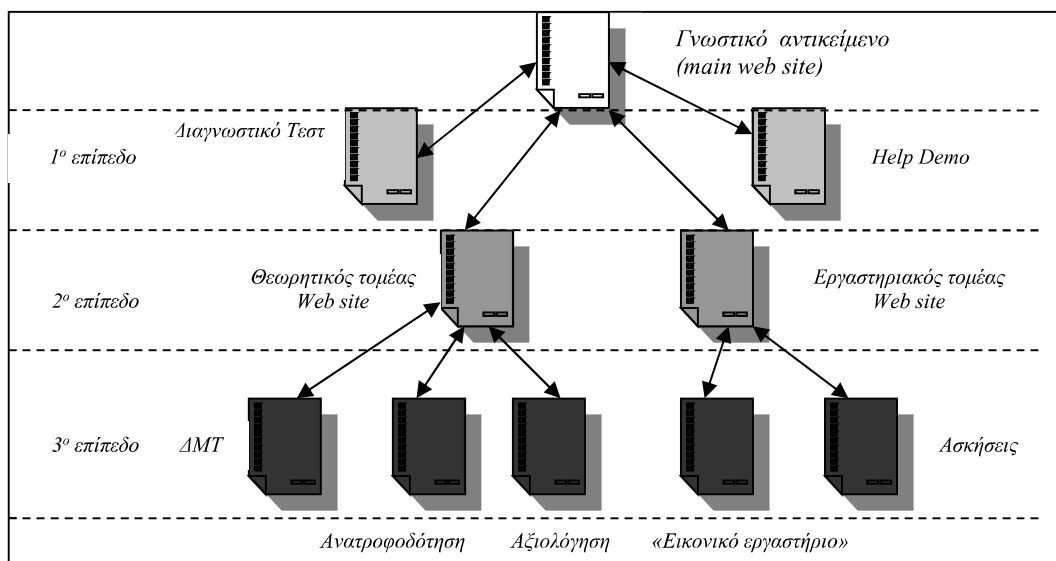 Γνωστικό αντικείμενο
(main web site)
Διαγνωστικό Τεστ
1ο επίπεδο
Help Demo
Θεωρητικός τομέας
Web site
Εργαστηριακός τομέας
Web site
2ο επίπεδο
3ο επίπεδο
ΔΜΤ
Ασκήσεις
Ανατροφοδότηση
Αξιολόγηση
«Εικονικό εργαστήριο»